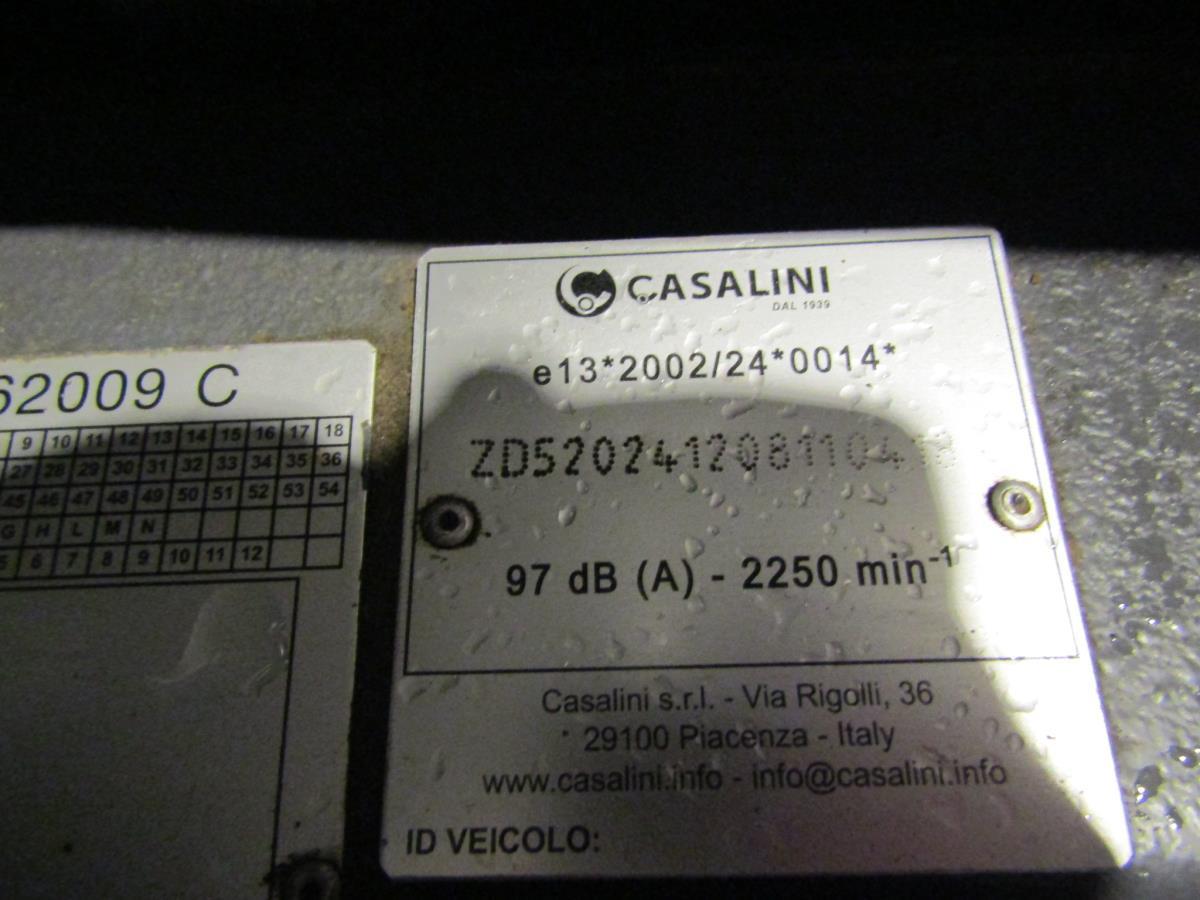 62009 C
9 10 11 12 13 14 15 16 17 18
27 28 29 30 31 32 33 34 35 36
45 46 47 48 49 50 51 52 53 54
G H L M N
5 6 7 8 9 10 11 12
CASALINI
DAL 1939
e13*2002/24*0014*
97 dB (A) - 2250 min⁻¹
Casalini s.r.l. - Via Rigolli, 36
29100 Piacenza - Italy
www.casalini.info - info@casalini.info
ID VEICOLO: